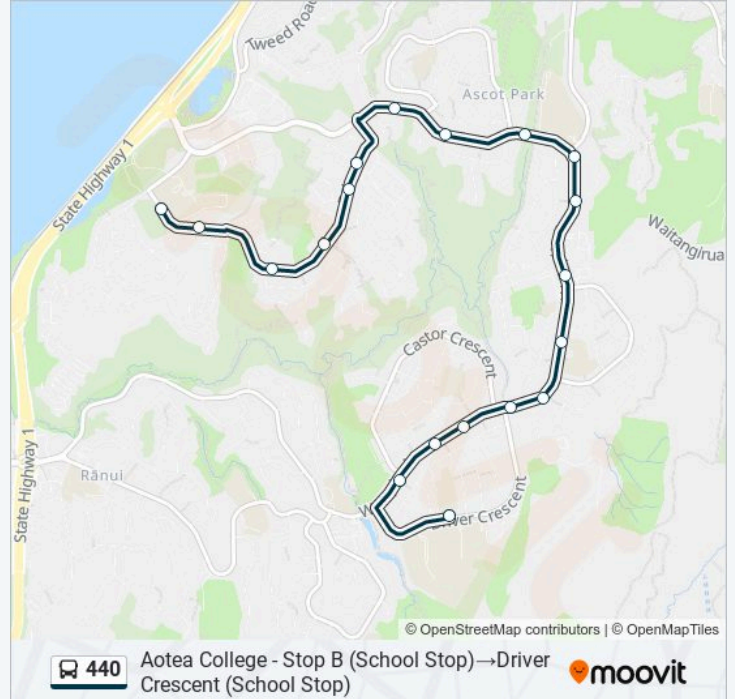 Tweed Road
Ascot Park
State Highway 1
Waitangirua
Castor Crescent
State Highway 1
Rānui
Crescent
© OpenStreetMap contributors | © OpenMapTiles
440
Aotea College - Stop B (School Stop)→Driver
Crescent (School Stop)
moovit